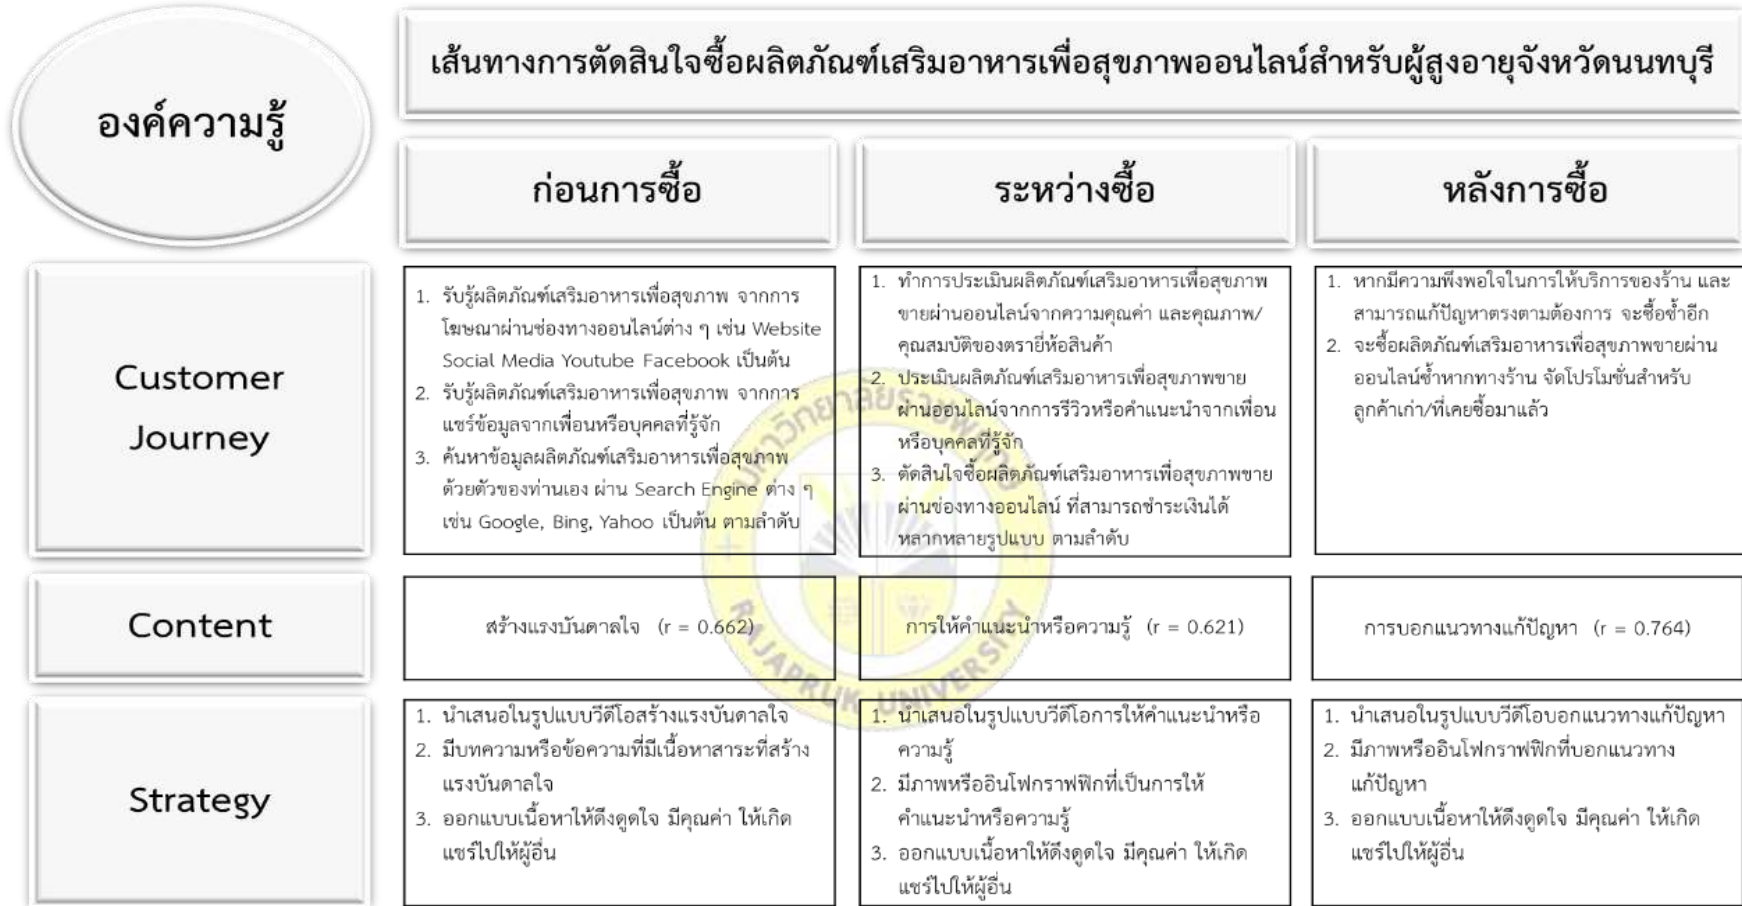 องค์ความรู้
เส้นทางการตัดสินใจซื้อผลิตภัณฑ์เสริมอาหารเพื่อสุขภาพออนไลน์สำหรับผู้สูงอายุจังหวัดนนทบุรี
ก่อนการซื้อ
ระหว่างซื้อ
หลังการซื้อ
Customer
Journey
1. รับรู้ผลิตภัณฑ์เสริมอาหารเพื่อสุขภาพ จากการ
โฆษณาผ่านช่องทางออนไลน์ต่าง ๆ เช่น Website
Social Media Youtube Facebook เป็นต้น
2. รับรู้ผลิตภัณฑ์เสริมอาหารเพื่อสุขภาพ จากการ
แชร์ข้อมูลจากเพื่อนหรือบุคคลที่รู้จัก
3. ค้นหาข้อมูลผลิตภัณฑ์เสริมอาหารเพื่อสุขภาพ
ด้วยตัวของท่านเอง ผ่าน Search Engine ต่าง ๆ
เช่น Google, Bing, Yahoo เป็นต้น ตามลำดับ
1. ทำการประเมินผลิตภัณฑ์เสริมอาหารเพื่อสุขภาพ
ขายผ่านออนไลน์จากความคุณค่า และคุณภาพ/
คุณสมบัติของตรายี่ห้อสินค้า
2. ประเมินผลิตภัณฑ์เสริมอาหารเพื่อสุขภาพขาย
ผ่านออนไลน์จากการรีวิวหรือคำแนะนำจากเพื่อน
หรือบุคคลที่รู้จัก
3. ตัดสินใจซื้อผลิตภัณฑ์เสริมอาหารเพื่อสุขภาพขาย
ผ่านช่องทางออนไลน์ ที่สามารถชำระเงินได้
หลากหลายรูปแบบ ตามลำดับ
1. หากมีความพึงพอใจในการให้บริการของร้าน และ
สามารถแก้ปัญหาตรงตามต้องการ จะซื้อซ้ำอีก
2. จะซื้อผลิตภัณฑ์เสริมอาหารเพื่อสุขภาพขายผ่าน
ออนไลน์ซ้ำหากทางร้าน จัดโปรโมชั่นสำหรับ
ลูกค้าเก่า/ที่เคยซื้อมาแล้ว
Content
สร้างแรงบันดาลใจ (r = 0.662)
การให้คำแนะนำหรือความรู้ (r = 0.621)
การบอกแนวทางแก้ปัญหา (r = 0.764)
Strategy
1. นำเสนอในรูปแบบวีดีโอสร้างแรงบันดาลใจ
2. มีบทความหรือข้อความที่มีเนื้อหาสาระที่สร้าง
แรงบันดาลใจ
3. ออกแบบเนื้อหาให้ดึงดูดใจ มีคุณค่า ให้เกิด
แชร์ไปให้ผู้อื่น
1. นำเสนอในรูปแบบวีดีโอการให้คำแนะนำหรือ
ความรู้
2. มีภาพหรืออินโฟกราฟฟิกที่เป็นการให้
คำแนะนำหรือความรู้
3. ออกแบบเนื้อหาให้ดึงดูดใจ มีคุณค่า ให้เกิด
แชร์ไปให้ผู้อื่น
1. นำเสนอในรูปแบบวีดีโอบอกแนวทางแก้ปัญหา
2. มีภาพหรืออินโฟกราฟฟิกที่บอกแนวทาง
แก้ปัญหา
3. ออกแบบเนื้อหาให้ดึงดูดใจ มีคุณค่า ให้เกิด
แชร์ไปให้ผู้อื่น
มหาวิทยาลัยราชพฤกษ์
RAJAPRUK UNIVERSITY